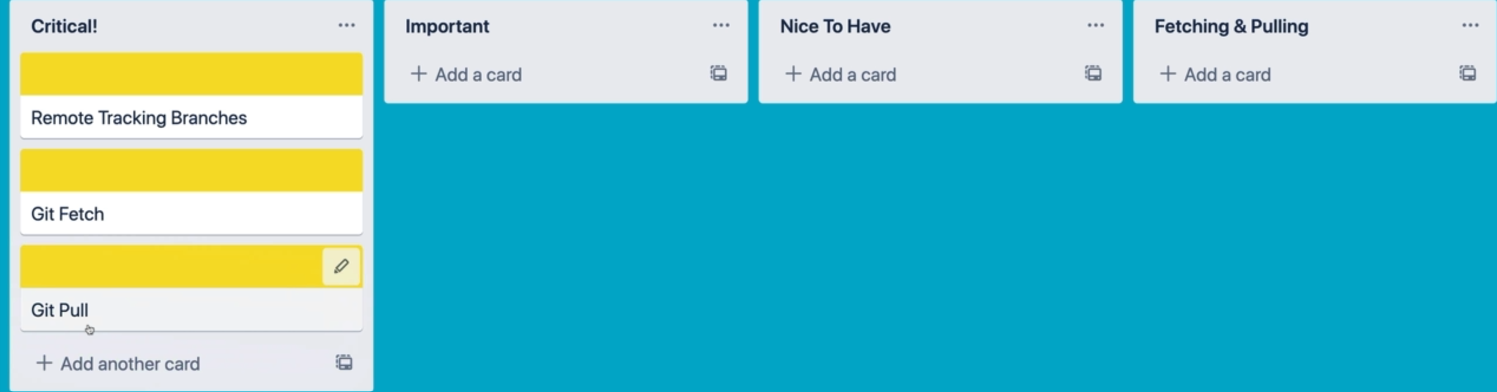 Critical!
Remote Tracking Branches
Git Fetch
Git Pull
Add another card
Important
Add a card
Nice To Have
Add a card
Fetching & Pulling
Add a card